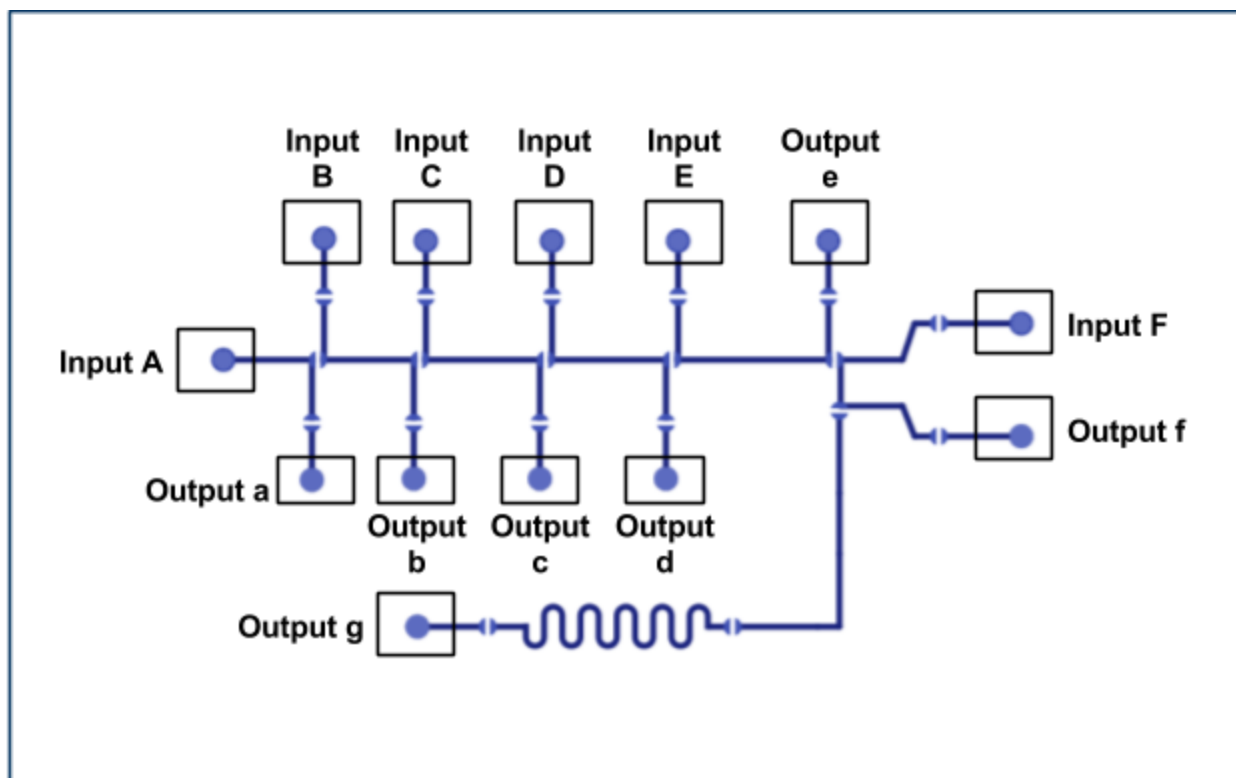 Input
B
Input
C
Input
D
Input
E
Output
e
Input A
Input F
Output f
Output a
Output
b
Output
c
Output
d
Output g